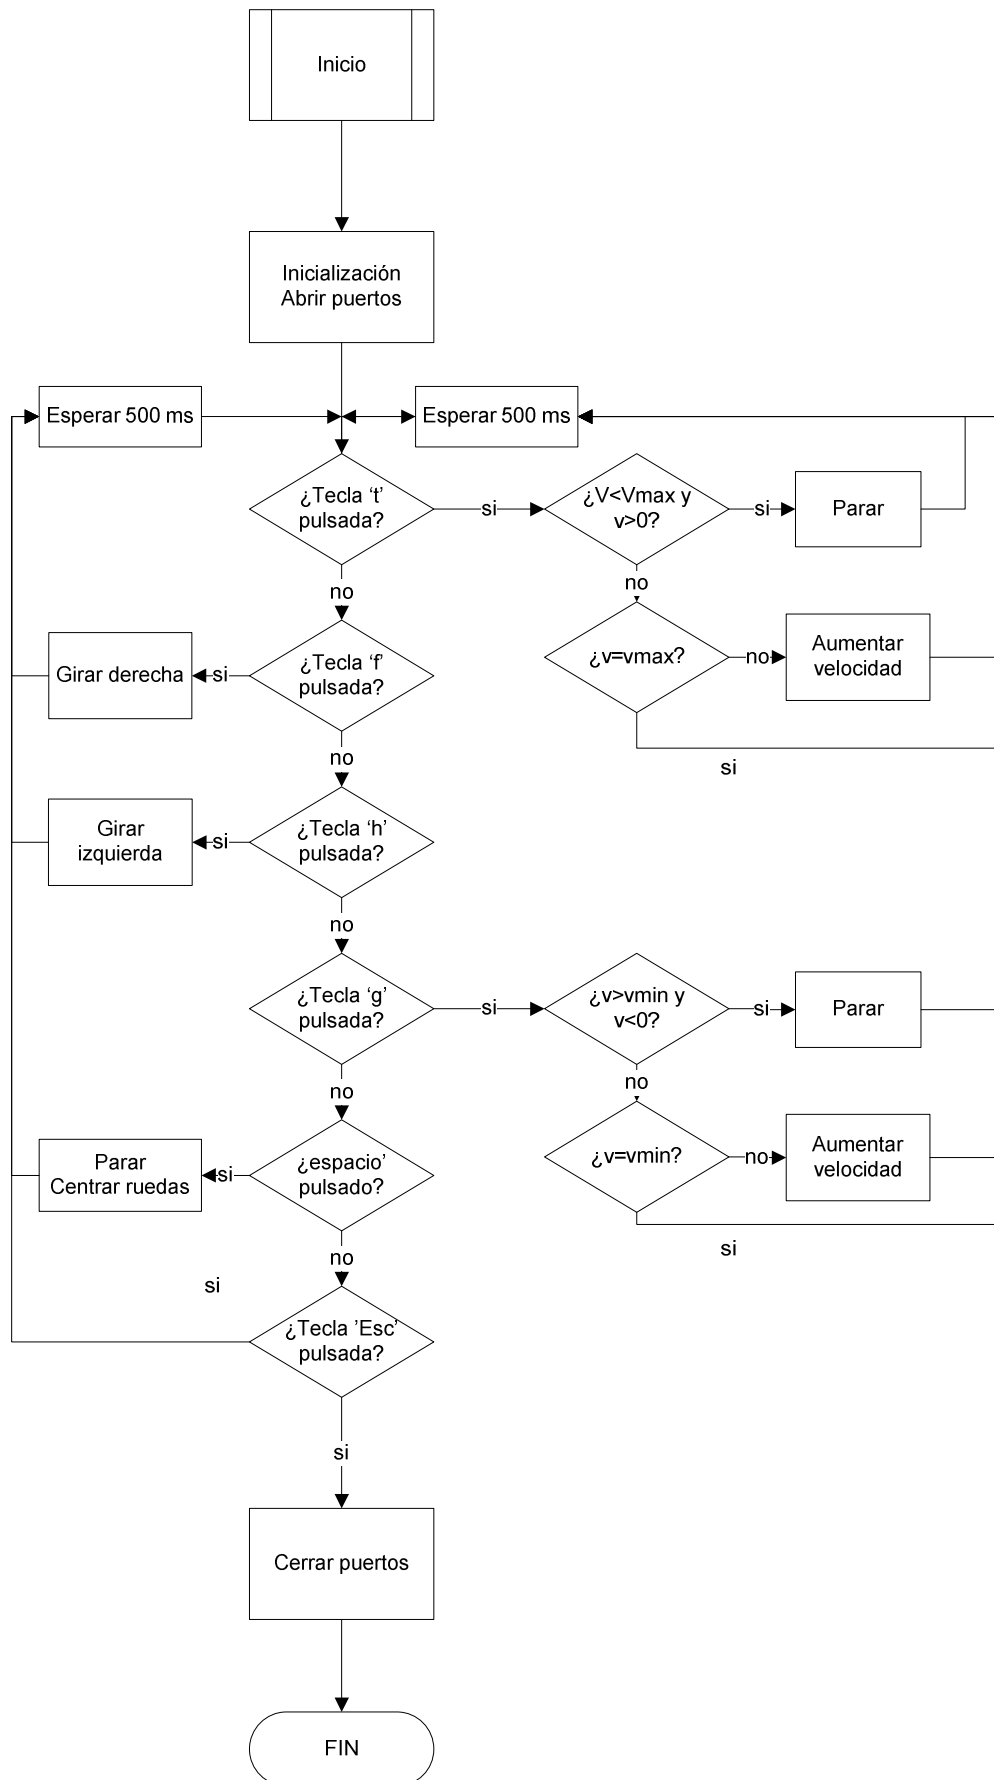 Inicio
Inicialización
Abrir puertos
Esperar 500 ms
Esperar 500 ms
¿Tecla ‘t’
pulsada?
si
¿V<Vmax y
v>0?
si
Parar
no
no
¿v=vmax?
no
Aumentar
velocidad
si
¿Tecla ‘f’
pulsada?
si
Girar derecha
no
¿Tecla ‘h’
pulsada?
si
Girar
izquierda
no
¿Tecla ‘g’
pulsada?
si
¿v>vmin y
v<0?
si
Parar
no
no
¿v=vmin?
no
Aumentar
velocidad
si
¿espacio’
pulsado?
si
Parar
Centrar ruedas
no
si
¿Tecla ’Esc’
pulsada?
si
Cerrar puertos
FIN